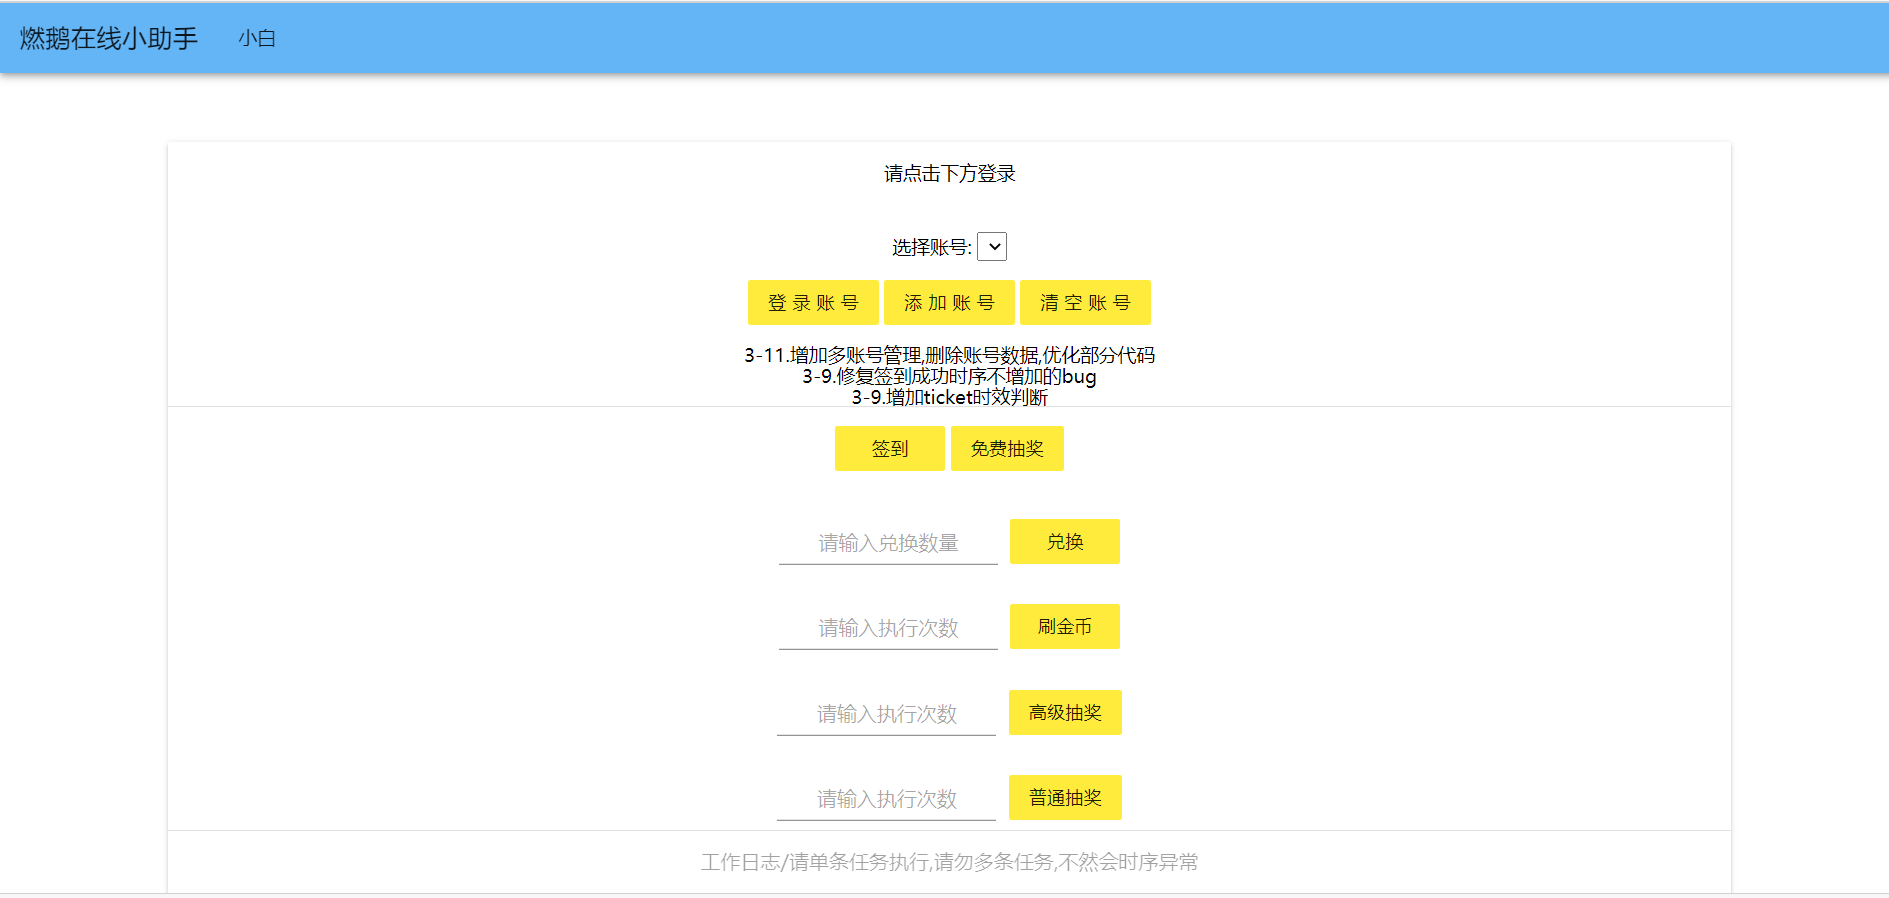 燃鹅在线小助手 小白
请点击下方登录
选择账号:
登录账号 添加账号 清空账号
3-11.增加多账号管理,删除账号数据,优化部分代码
3-9.修复签到成功时序不增加的bug
3-9.增加ticket时效判断
签到 免费抽奖
请输入兑换数量 兑换
请输入执行次数 刷金币
请输入执行次数 高级抽奖
请输入执行次数 普通抽奖
工作日志/请单条任务执行,请勿多条任务,不然会时序异常